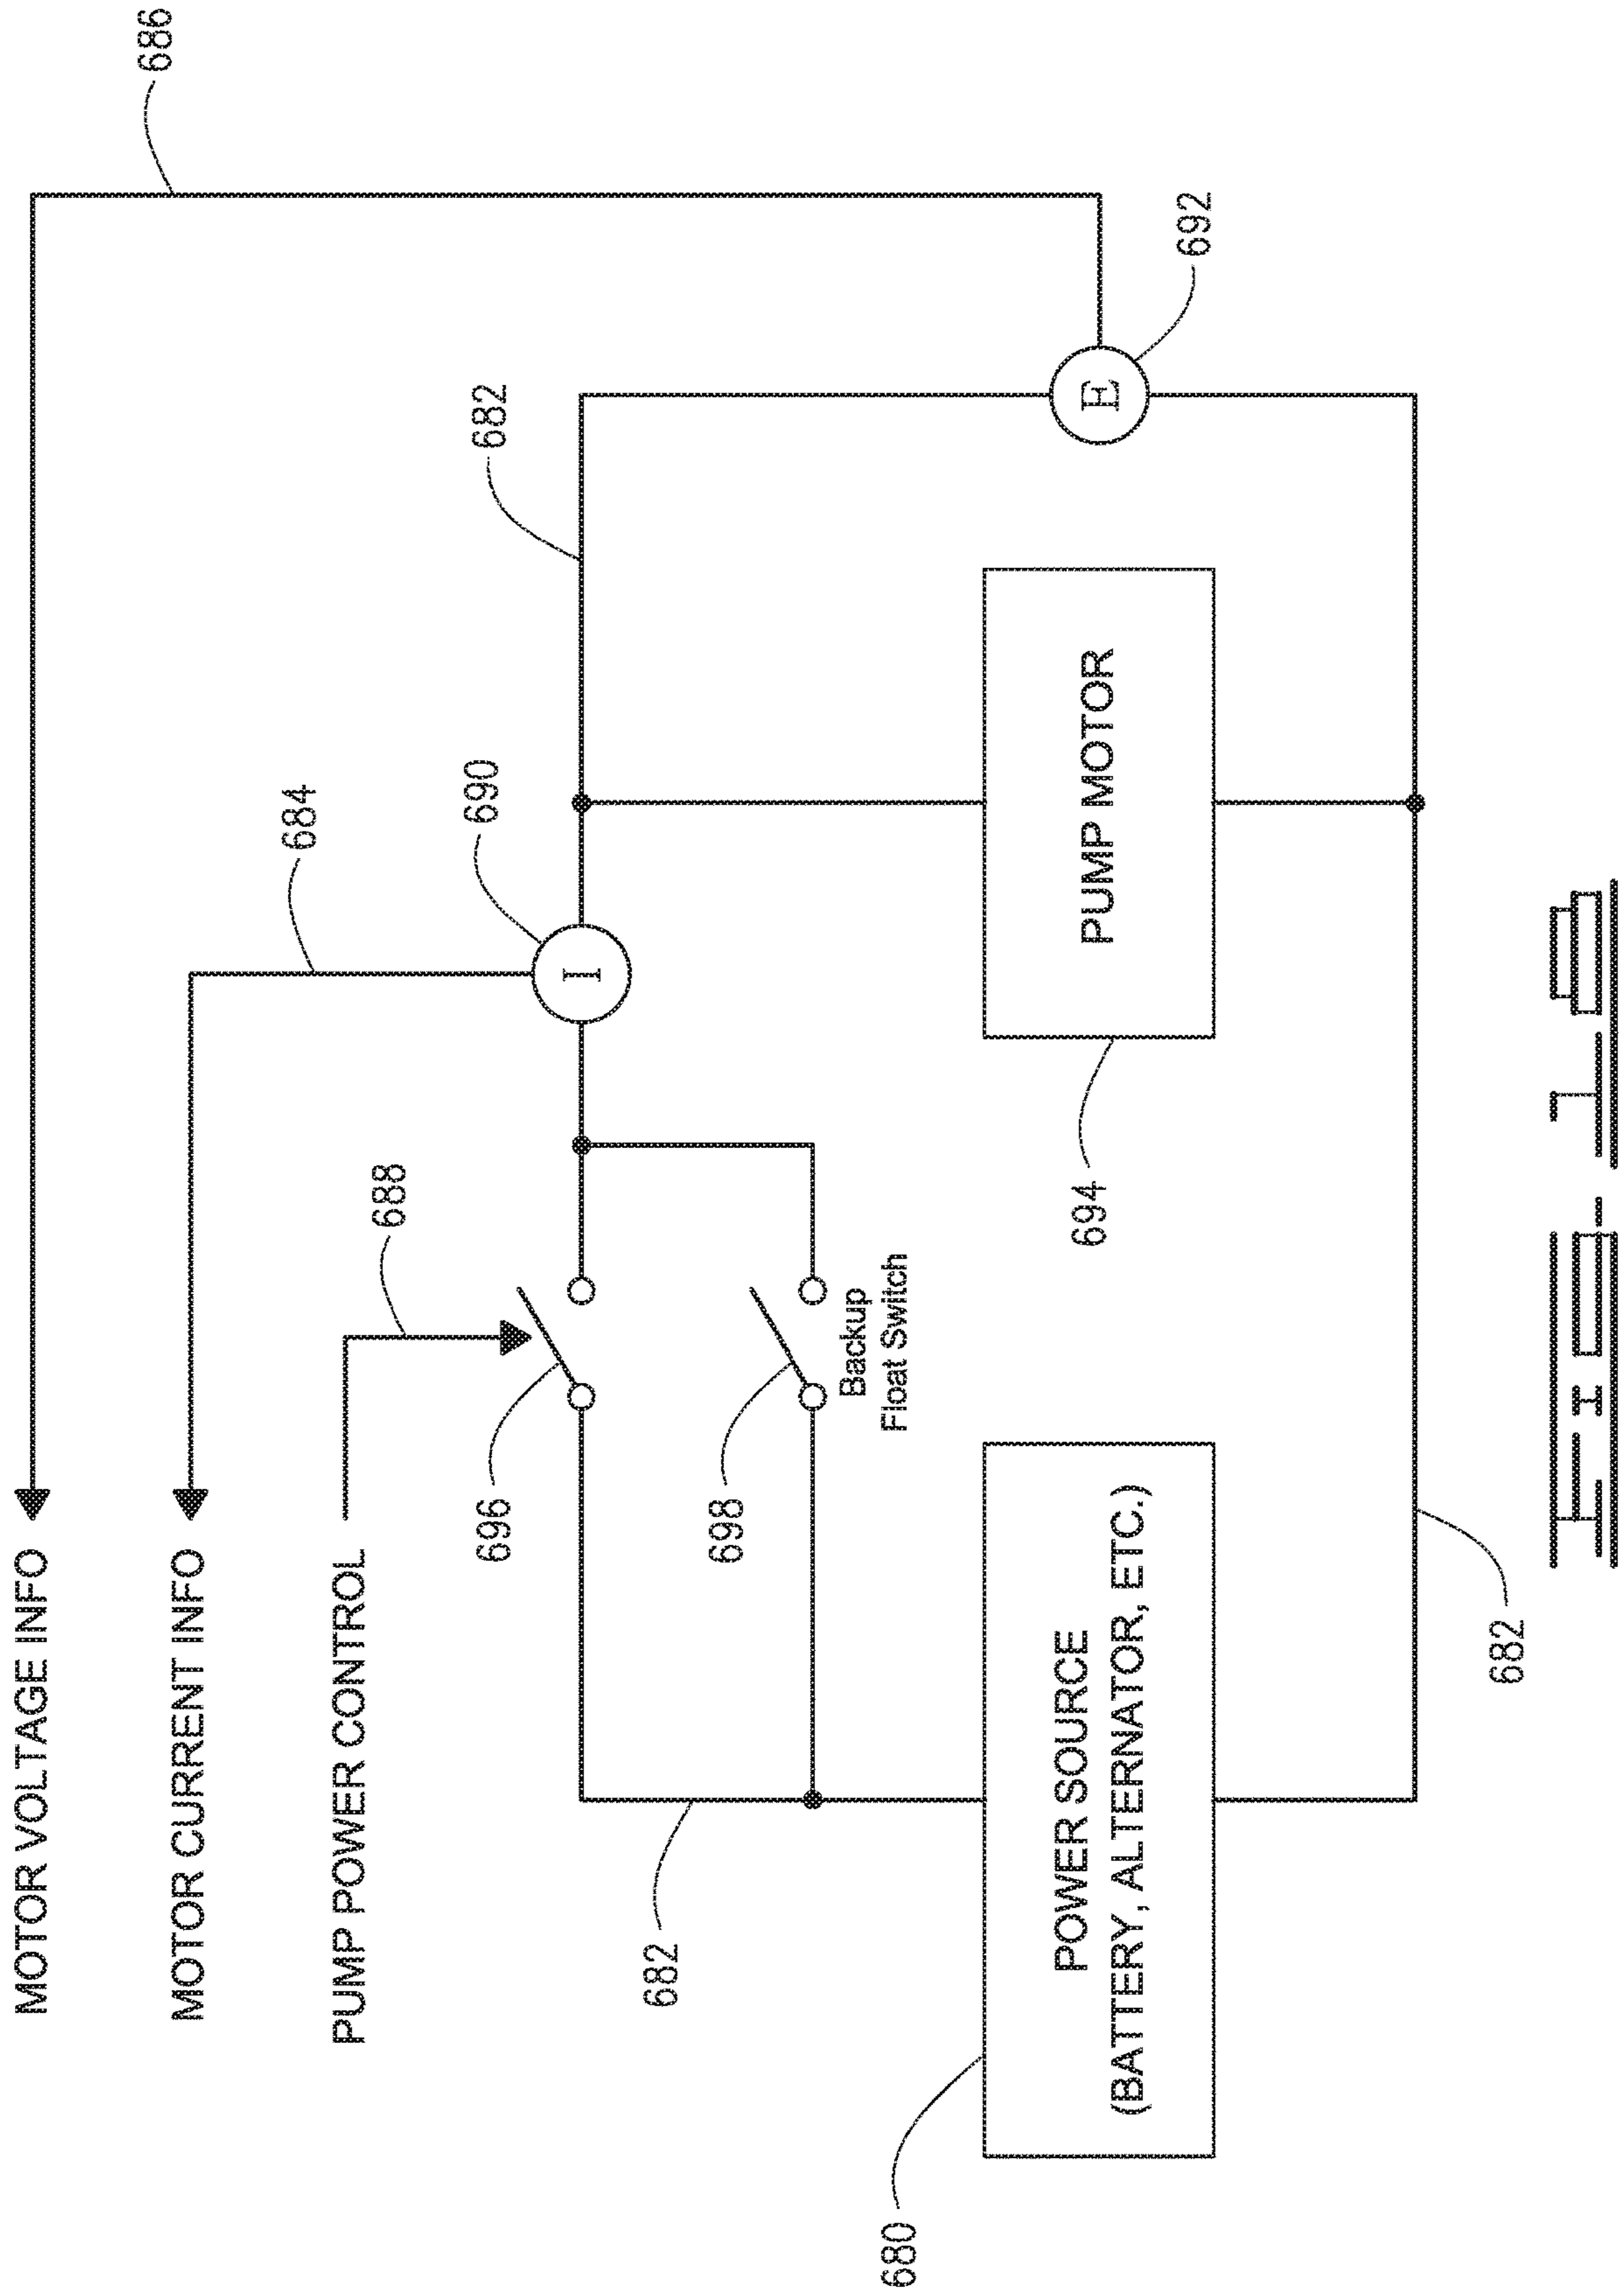 MOTOR VOLTAGE INFO
686
MOTOR CURRENT INFO
684
PUMP POWER CONTROL
688
690
682
696
I
698
Backup
Float Switch
682
692
E
680
POWER SOURCE
(BATTERY, ALTERNATOR, ETC.)
694
PUMP MOTOR
682